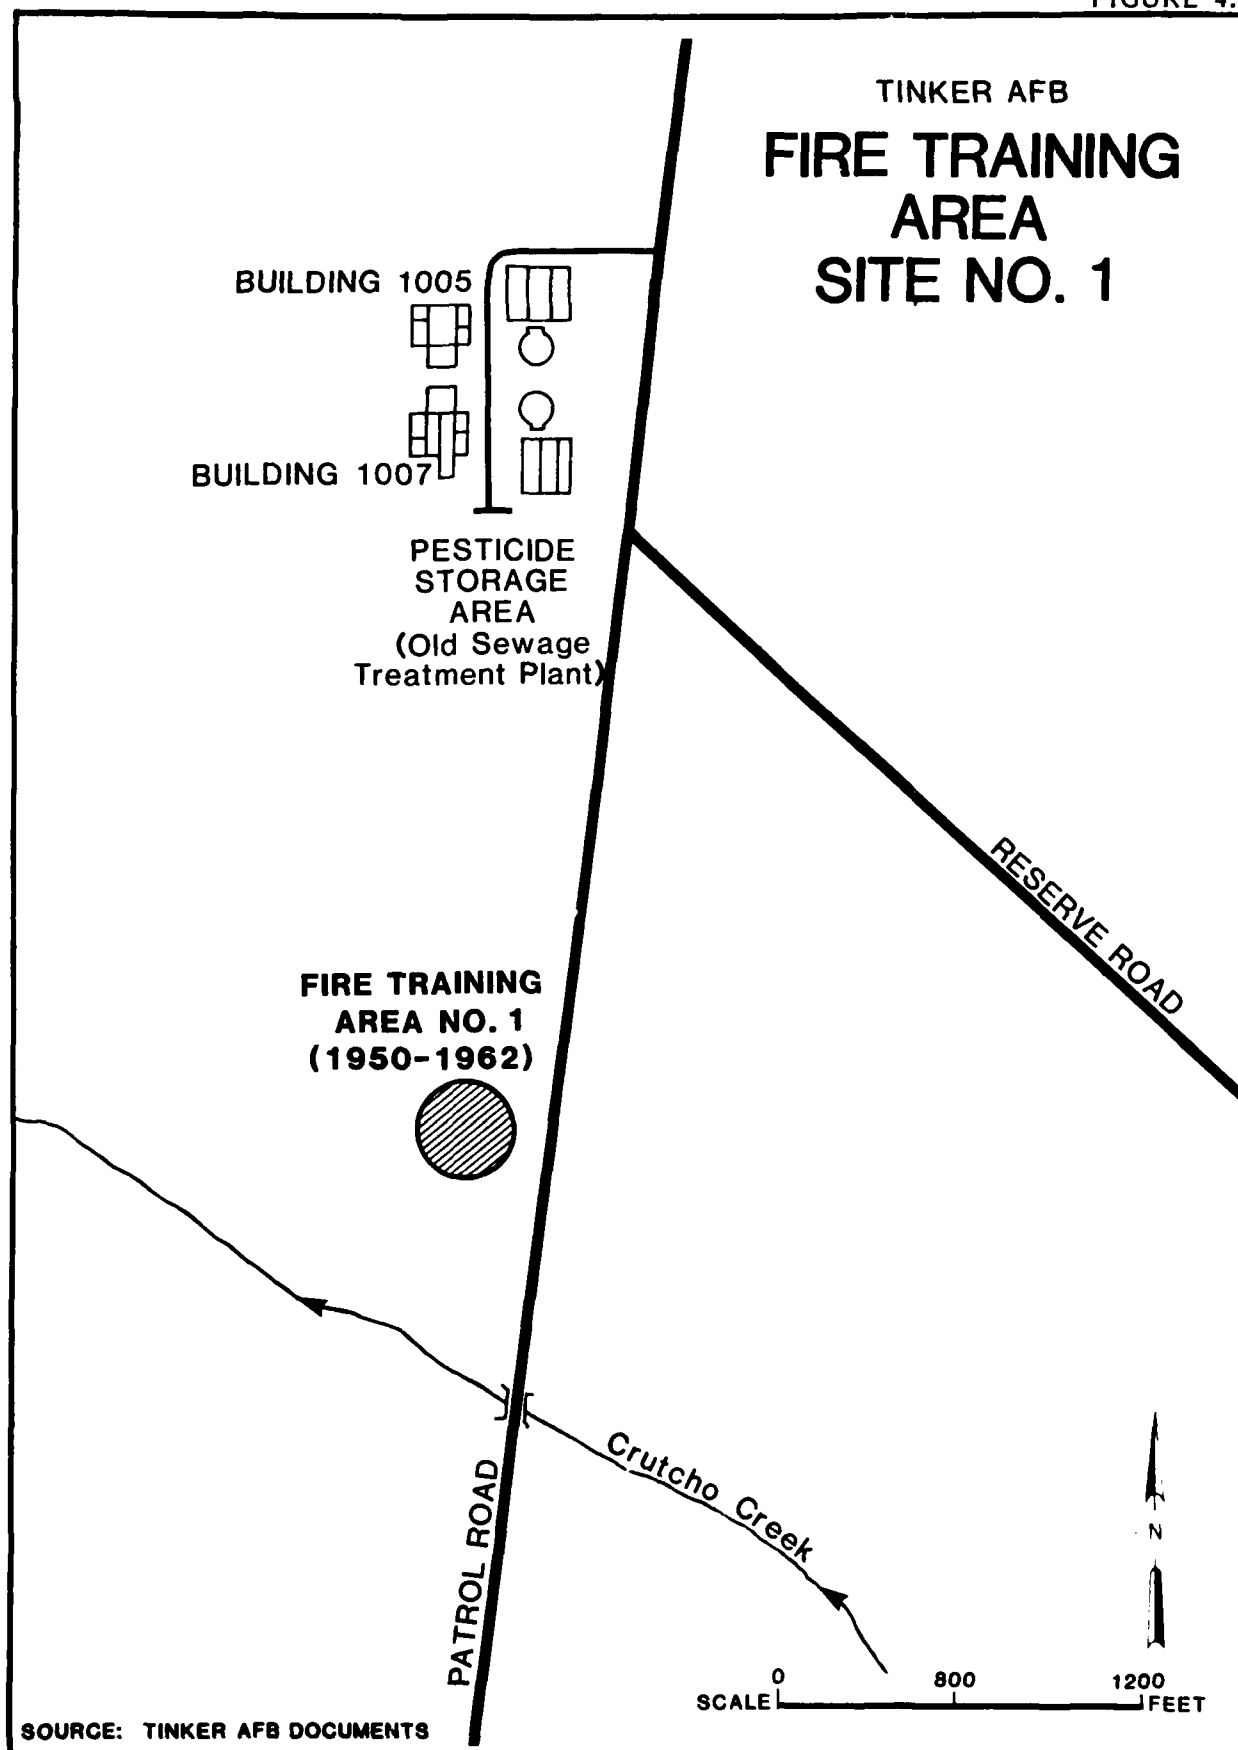 FIGURE 4.
TINKER AFB
FIRE TRAINING
AREA
SITE NO. 1
BUILDING 1005
BUILDING 1007
PESTICIDE
STORAGE
AREA
(Old Sewage
Treatment Plant)
RESERVE ROAD
FIRE TRAINING
AREA NO. 1
(1950-1962)
Crutcho Creek
PATROL ROAD
N
0 800 1200
SCALE FEET
SOURCE: TINKER AFB DOCUMENTS